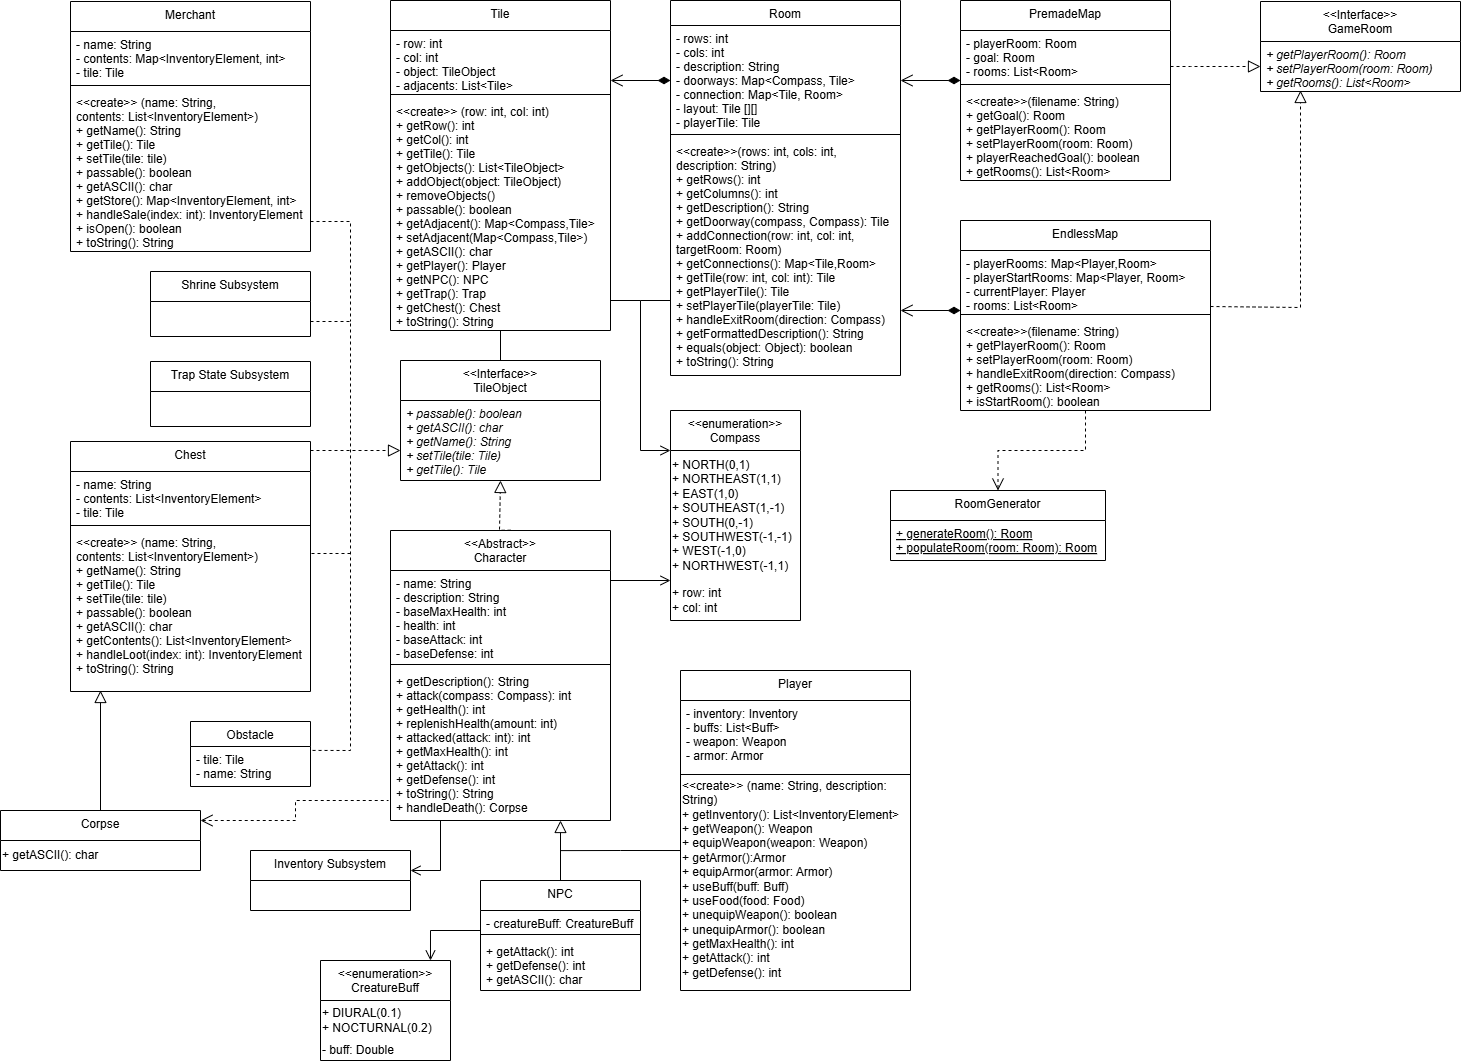 Merchant
- name: String
- contents: Map<InventoryElement, int>
- tile: Tile
<<create>> (name: String,
contents: List<InventoryElement>)
+ getName(): String
+ getTile(): Tile
+ setTile(tile: tile)
+ passable(): boolean
+ getASCII(): char
+ getStore(): Map<InventoryElement, int>
+ handleSale(index: int): InventoryElement
+ isOpen(): boolean
+ toString(): String
Tile
- row: int
- col: int
- object: TileObject
- adjacents: List<Tile>
<<create>> (row: int, col: int)
+ getRow(): int
+ getCol(): int
+ getTile(): Tile
+ getObjects(): List<TileObject>
+ addObject(object: TileObject)
+ removeObjects()
+ passable(): boolean
+ getAdjacent(): Map<Compass,Tile>
+ setAdjacent(Map<Compass,Tile>)
+ getASCII(): char
+ getPlayer(): Player
+ getNPC(): NPC
+ getTrap(): Trap
+ getChest(): Chest
+ toString(): String
Room
- rows: int
- cols: int
- description: String
- doorways: Map<Compass, Tile>
- connection: Map<Tile, Room>
- layout: Tile [][]
- playerTile: Tile
<<create>>(rows: int, cols: int,
description: String)
+ getRows(): int
+ getColumns(): int
+ getDescription(): String
+ getDoorway(compass, Compass): Tile
+ addConnection(row: int, col: int,
targetRoom: Room)
+ getConnections(): Map<Tile,Room>
+ getTile(row: int, col: int): Tile
+ getPlayerTile(): Tile
+ setPlayerTile(playerTile: Tile)
+ handleExitRoom(direction: Compass)
+ getFormattedDescription(): String
+ equals(object: Object): boolean
+ toString(): String
PremadeMap
- playerRoom: Room
- goal: Room
- rooms: List<Room>
<<create>>(filename: String)
+ getGoal(): Room
+ getPlayerRoom(): Room
+ setPlayerRoom(room: Room)
+ playerReachedGoal(): boolean
+ getRooms(): List<Room>
<<Interface>>
GameRoom
+ getPlayerRoom(): Room
+ setPlayerRoom(room: Room)
+ getRooms(): List<Room>
EndlessMap
- playerRooms: Map<Player,Room>
- playerStartRooms: Map<Player, Room>
- currentPlayer: Player
- rooms: List<Room>
<<create>>(filename: String)
+ getPlayerRoom(): Room
+ setPlayerRoom(room: Room)
+ handleExitRoom(direction: Compass)
+ getRooms(): List<Room>
+ isStartRoom(): boolean
Shrine Subsystem
Trap State Subsystem
<<Interface>>
TileObject
+ passable(): boolean
+ getASCII(): char
+ getName(): String
+ setTile(tile: Tile)
+ getTile(): Tile
<<enumeration>>
Compass
+ NORTH(0,1)
+ NORTHEAST(1,1)
+ EAST(1,0)
+ SOUTHEAST(1,-1)
+ SOUTH(0,-1)
+ SOUTHWEST(-1,-1)
+ WEST(-1,0)
+ NORTHWEST(-1,1)
+ row: int
+ col: int
RoomGenerator
+ generateRoom(): Room
+ populateRoom(room: Room): Room
Chest
- name: String
- contents: List<InventoryElement>
- tile: Tile
<<create>> (name: String,
contents: List<InventoryElement>)
+ getName(): String
+ getTile(): Tile
+ setTile(tile: tile)
+ passable(): boolean
+ getASCII(): char
+ getContents(): List<InventoryElement>
+ handleLoot(index: int): InventoryElement
+ toString(): String
<<Abstract>>
Character
- name: String
- description: String
- baseMaxHealth: int
- health: int
- baseAttack: int
- baseDefense: int
+ getDescription(): String
+ attack(compass: Compass): int
+ getHealth(): int
+ replenishHealth(amount: int)
+ attacked(attack: int): int
+ getMaxHealth(): int
+ getAttack(): int
+ getDefense(): int
+ toString(): String
+ handleDeath(): Corpse
Player
- inventory: Inventory
- buffs: List<Buff>
- weapon: Weapon
- armor: Armor
<<create>> (name: String, description:
String)
+ getInventory(): List<InventoryElement>
+ getWeapon(): Weapon
+ equipWeapon(weapon: Weapon)
+ getArmor():Armor
+ equipArmor(armor: Armor)
+ useBuff(buff: Buff)
+ useFood(food: Food)
+ unequipWeapon(): boolean
+ unequipArmor(): boolean
+ getMaxHealth(): int
+ getAttack(): int
+ getDefense(): int
Obstacle
- tile: Tile
- name: String
Corpse
+ getASCII(): char
Inventory Subsystem
NPC
- creatureBuff: CreatureBuff
+ getAttack(): int
+ getDefense(): int
+ getASCII(): char
<<enumeration>>
CreatureBuff
+ DIURAL(0.1)
+ NOCTURNAL(0.2)
- buff: Double